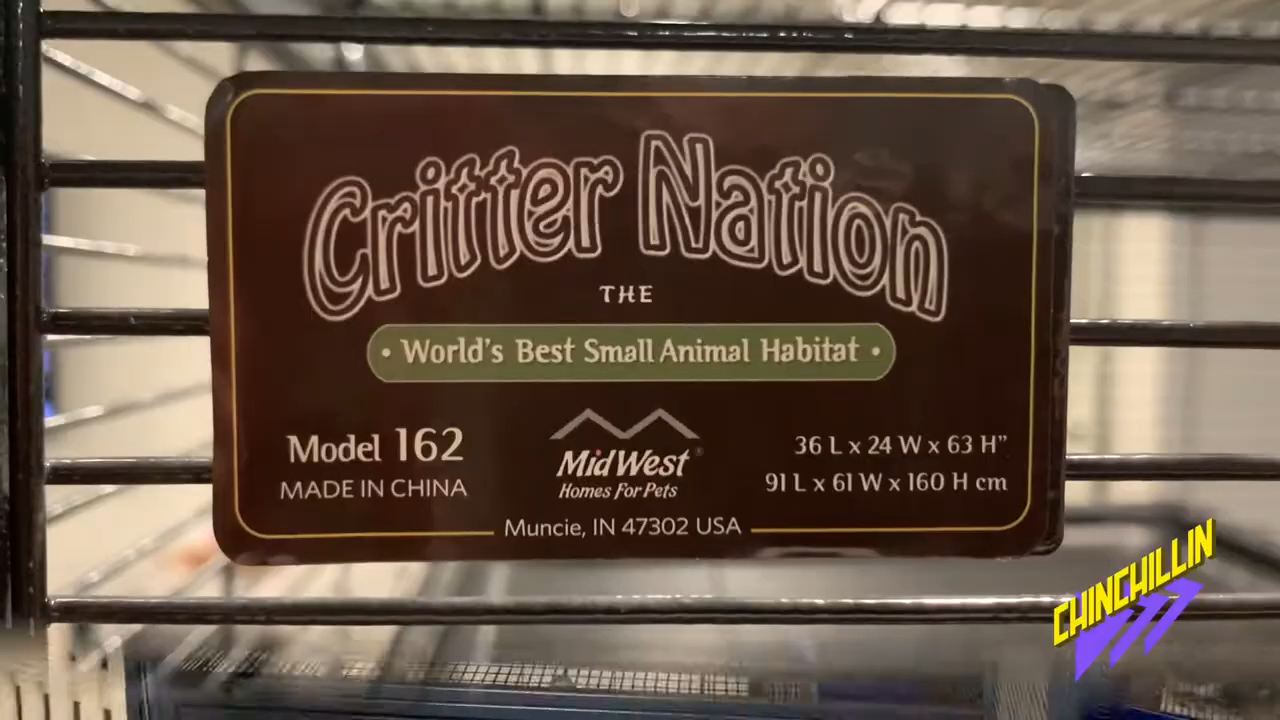 Critter Nation
THE
• World's Best Small Animal Habitat •
Model 162
MADE IN CHINA
MidWest®
Homes For Pets
36 L x 24 W x 63 H”
91 L x 61 W x 160 H cm
Muncie, IN 47302 USA
CHINCHILLIN